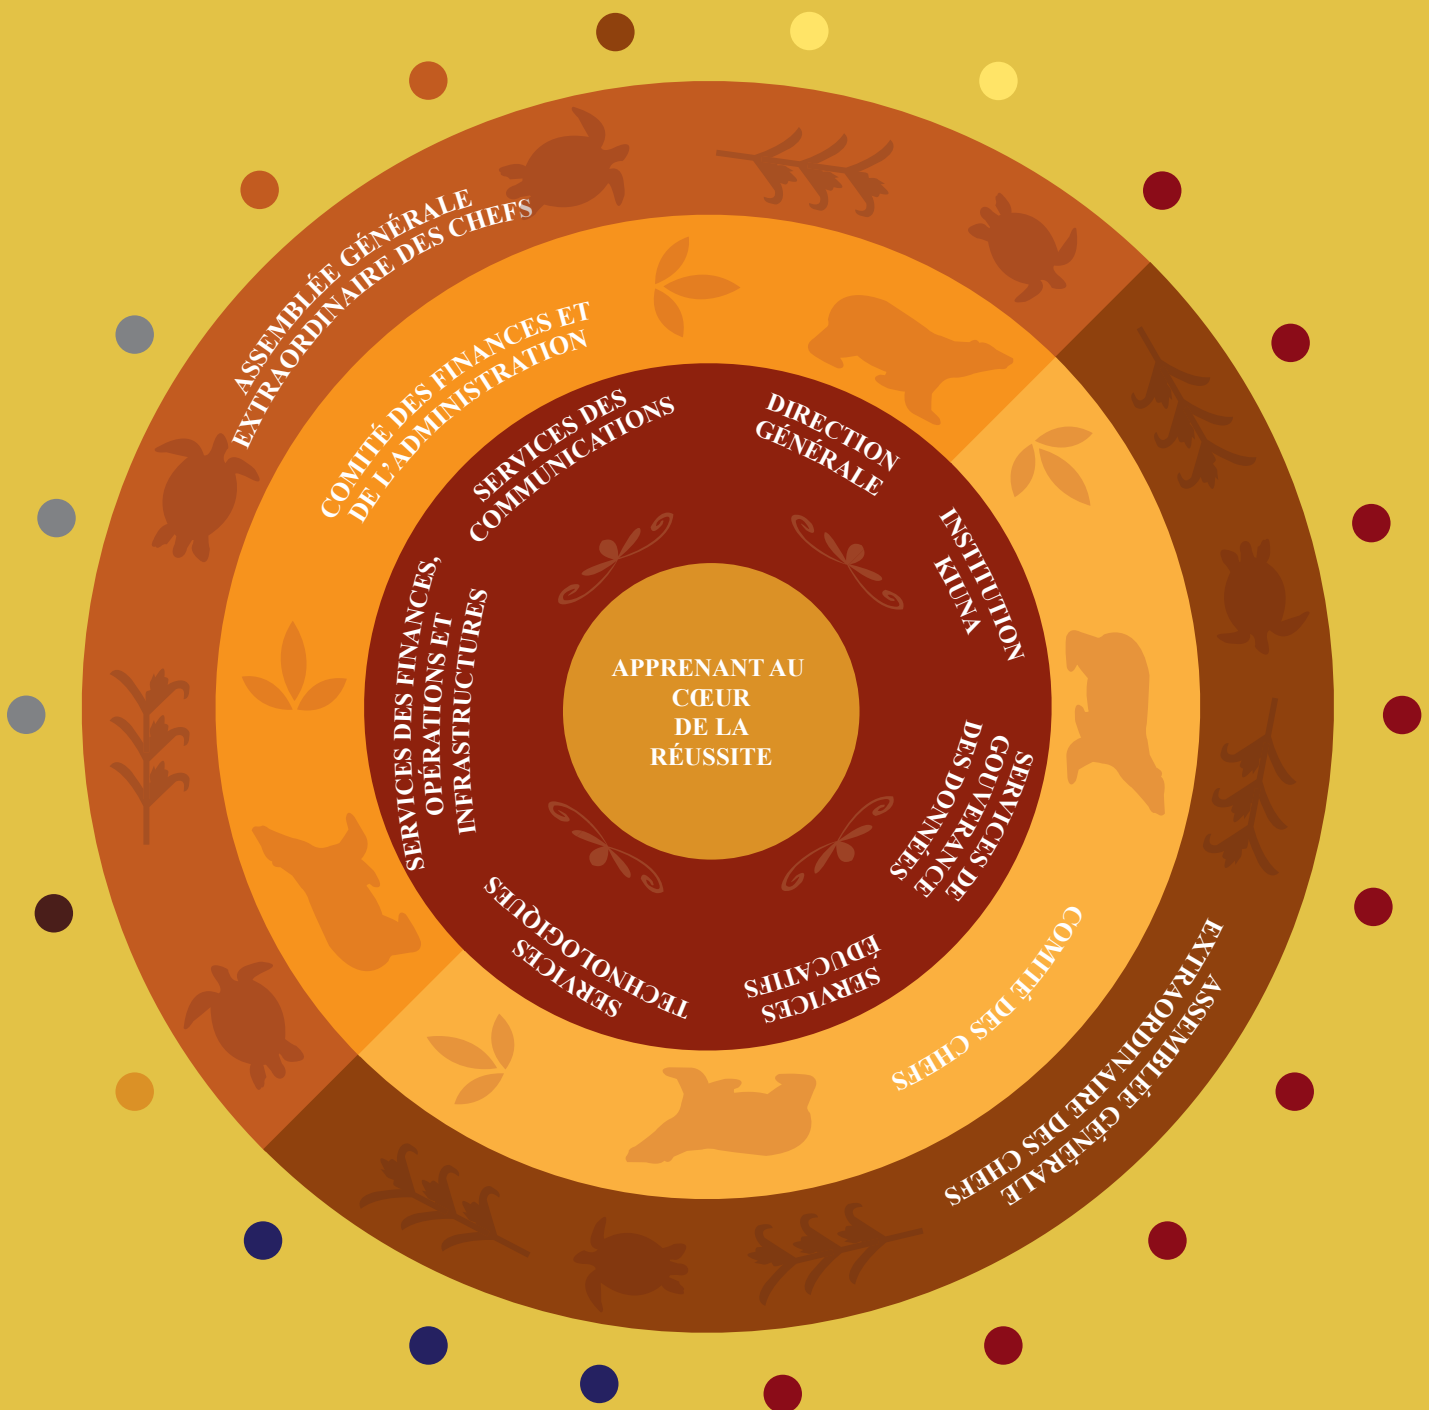 ASSEMBLÉE GÉNÉRALE
EXTRAORDINAIRE DES CHEFS
COMITÉ DES FINANCES ET
DE L'ADMINISTRATION
SERVICES DES
COMMUNICATIONS
DIRECTION
GÉNÉRALE
INSTITUTION
KIUNA
SERVICES DES FINANCES,
OPÉRATIONS ET
INFRASTRUCTURES
APPRENANT AU
CŒUR
DE LA
RÉUSSITE
SERVICES DE
GOUVERANCE
DES DONNÉES
SERVICES
TECHNOLOGIQUES
SERVICES
ÉDUCATIFS
COMITÉ DES CHEFS
ASSEMBLÉE GÉNÉRALE
EXTRAORDINAIRE DES CHEFS